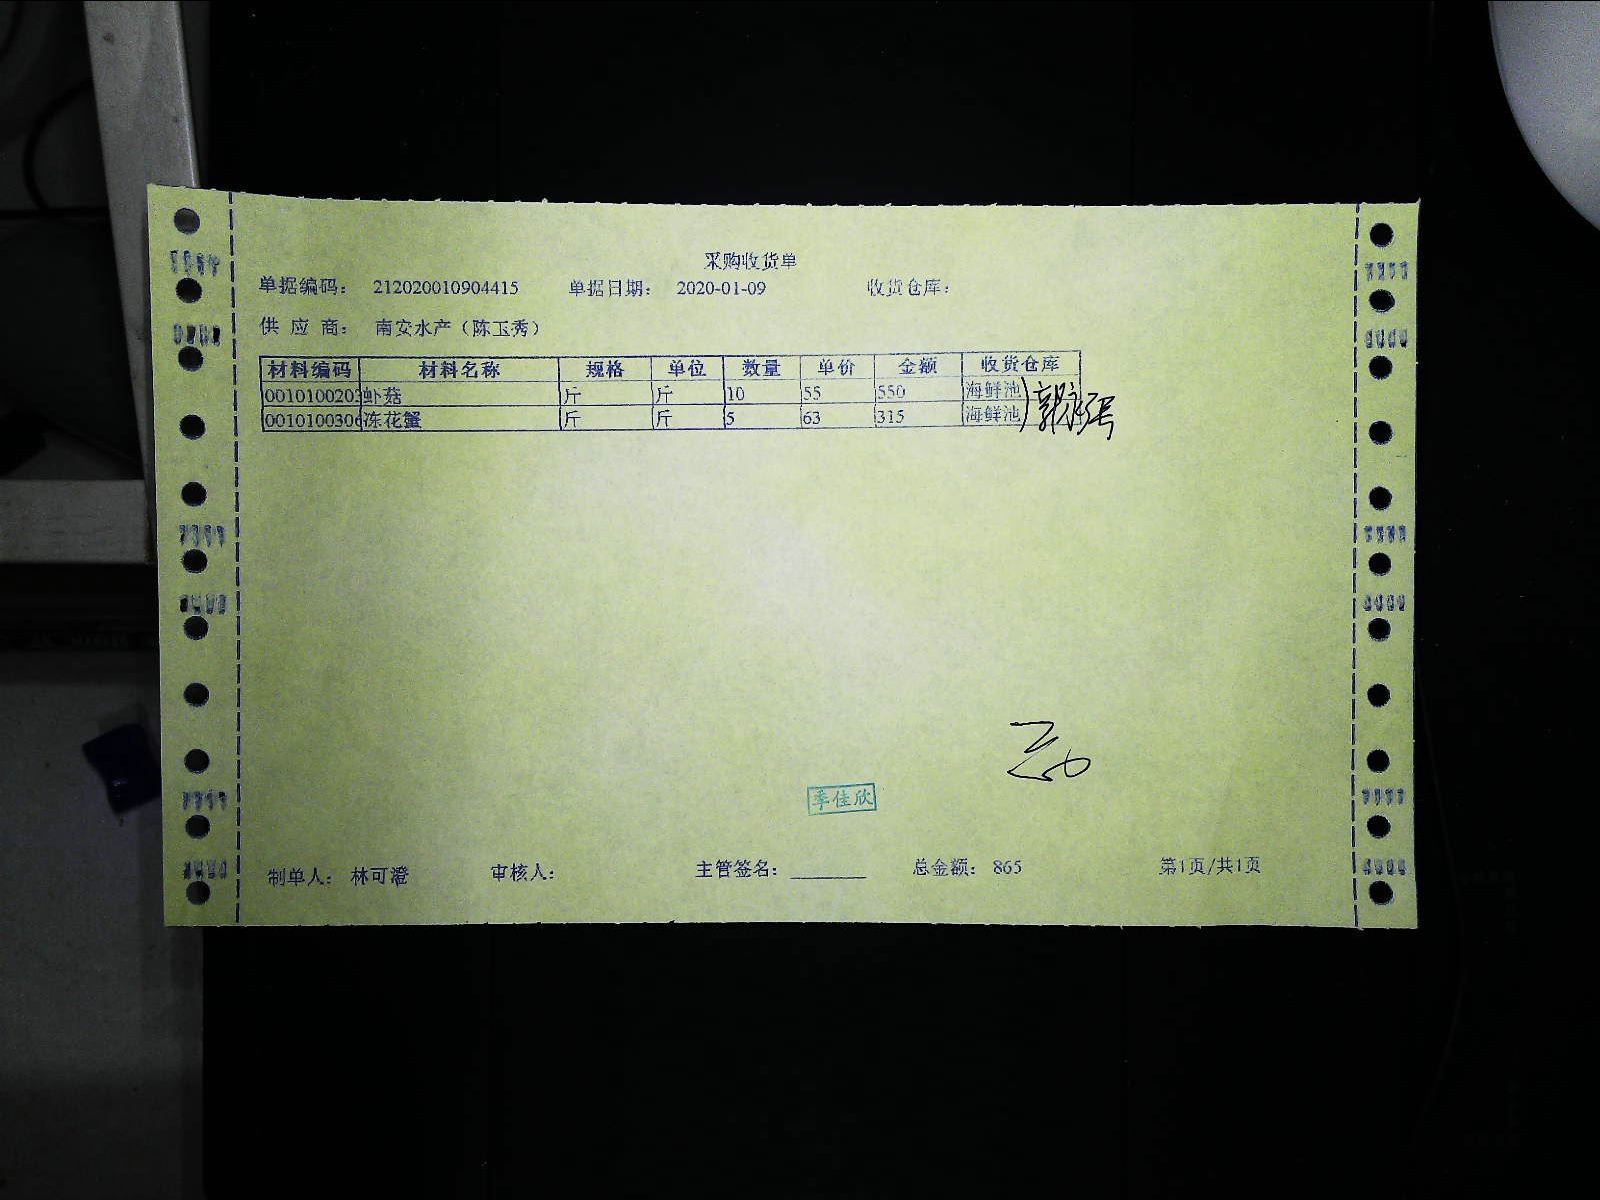 采购收货单
单据编码： 212020010904415 单据日期： 2020-01-09 收货仓库：
供 应 商： 南安水产（陈玉秀）
材料编码 材料名称 规格 单位 数量 单价 金额 收货仓库
0010100203 虾菇 斤 斤 10 55 550 海鲜池
0010100306 冻花蟹 斤 斤 5 63 315 海鲜池
季佳欣
制单人： 林可澄 审核人： 主管签名： 总金额： 865 第1页/共1页